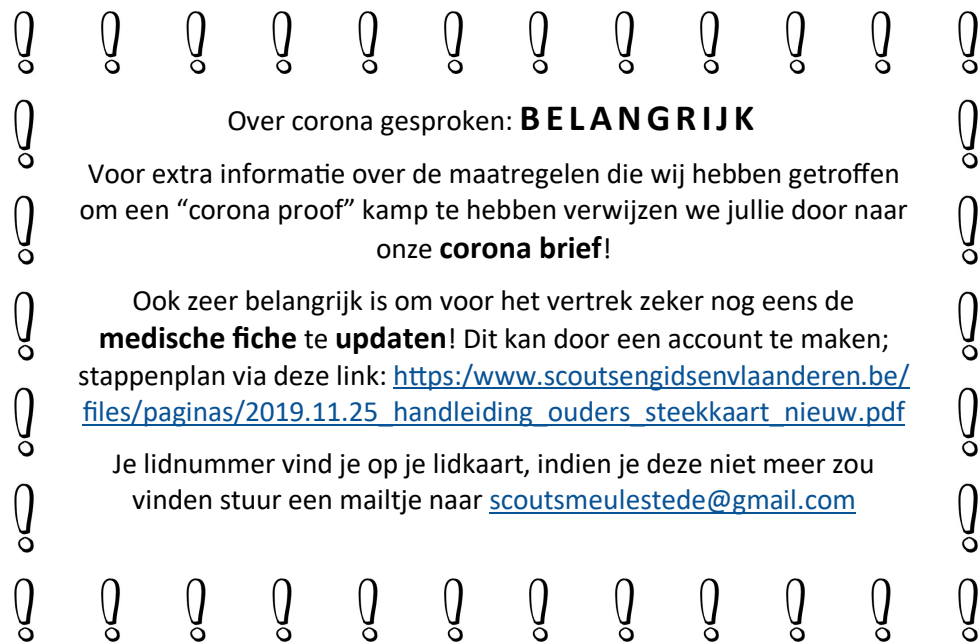 Over corona gesproken: BELANGRIJK
Voor extra informatie over de maatregelen die wij hebben getroffen
om een “corona proof” kamp te hebben verwijzen we jullie door naar
onze corona brief!
Ook zeer belangrijk is om voor het vertrek zeker nog eens de
medische fiche te updaten! Dit kan door een account te maken;
stappenplan via deze link: https:/www.scoutsengidsenvlaanderen.be/
files/paginas/2019.11.25_handleiding_ouders_steekkaart_nieuw.pdf
Je lidnummer vind je op je lidkaart, indien je deze niet meer zou
vinden stuur een mailtje naar scoutsmeulestede@gmail.com